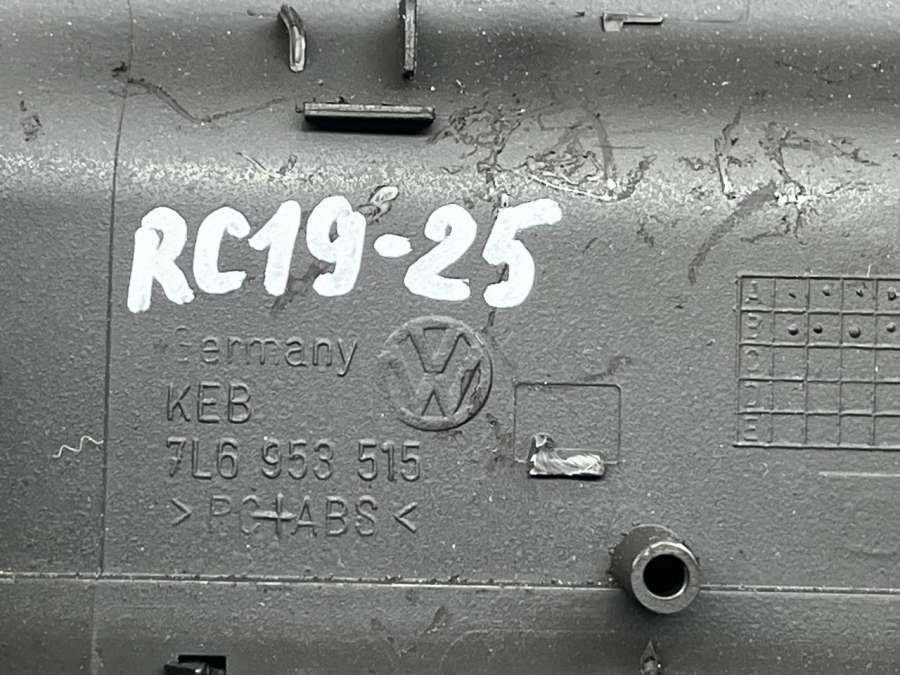 RC19-25
Germany
KEB
7L6 953 515
>PC+ABS<
A
B